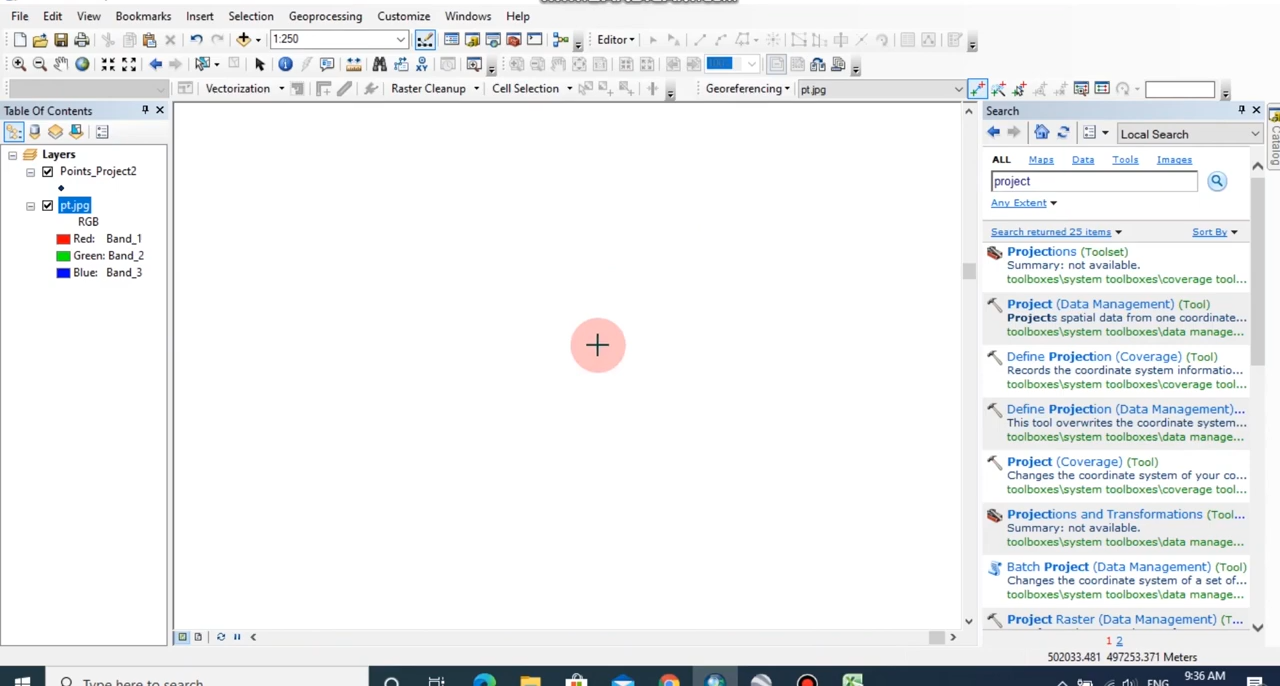 File Edit View Bookmarks Insert Selection Geoprocessing Customize Windows Help
1:250 Editor
Vectorization Raster Cleanup Cell Selection Georeferencing pt.jpg
Table Of Contents
Layers
Points_Project2
pt.jpg
RGB
Red: Band_1
Green: Band_2
Blue: Band_3
Search
Local Search
ALL Maps Data Tools Images
project
Any Extent
Search returned 25 items Sort By
Projections (Toolset)
Summary: not available.
toolboxes\system toolboxes\coverage tool...
Project (Data Management) (Tool)
Projects spatial data from one coordinate...
toolboxes\system toolboxes\data manage...
Define Projection (Coverage) (Tool)
Records the coordinate system informatio...
toolboxes\system toolboxes\coverage tool...
Define Projection (Data Management)...
This tool overwrites the coordinate system...
toolboxes\system toolboxes\data manage...
Project (Coverage) (Tool)
Changes the coordinate system of your co...
toolboxes\system toolboxes\coverage tool...
Projections and Transformations (Tool...
Summary: not available.
toolboxes\system toolboxes\data manage...
Batch Project (Data Management) (Tool)
Changes the coordinate system of a set of...
toolboxes\system toolboxes\data manage...
Project Raster (Data Management) (T...
1 2
Catalog
502033.481 497253.371 Meters
Type here to search
ENG
9:36 AM